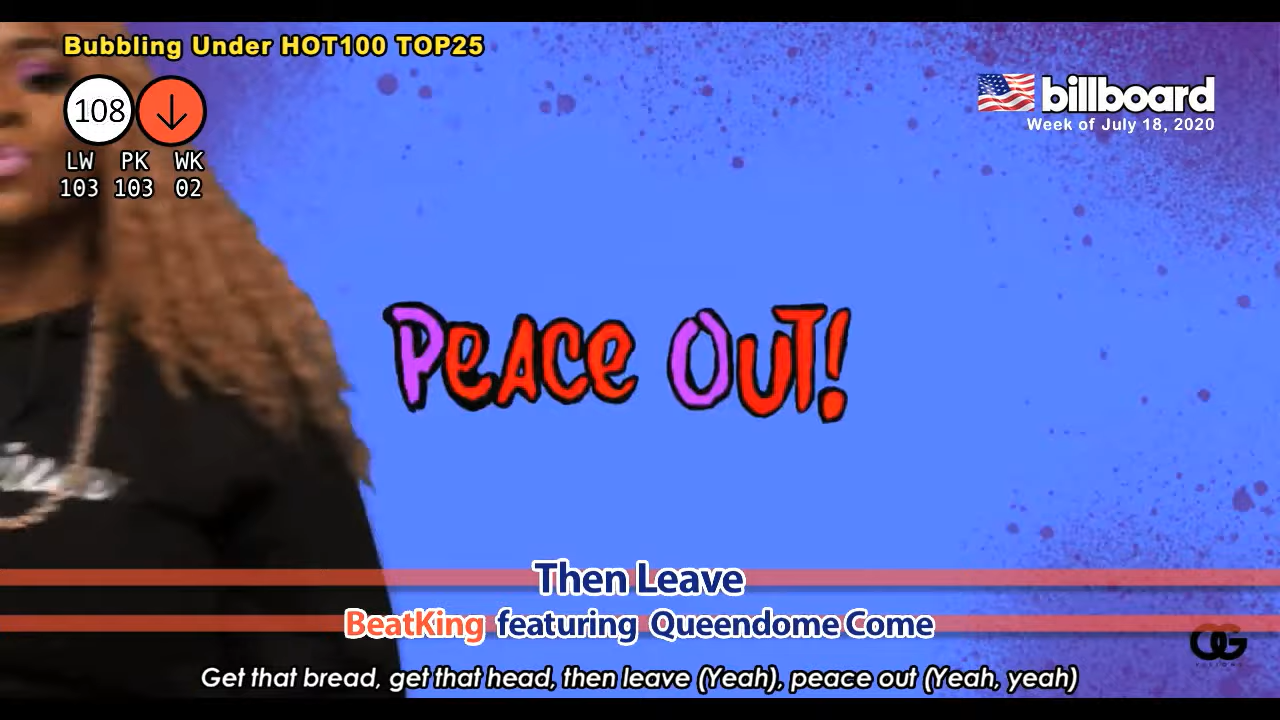 Bubbling Under HOT100 TOP25
108
LW PK WK
103 103 02
billboard
Week of July 18, 2020
PeACe OuT!
Then Leave
BeatKing featuring Queendome Come
OG
Get that bread, get that head, then leave (Yeah), peace out (Yeah, yeah)